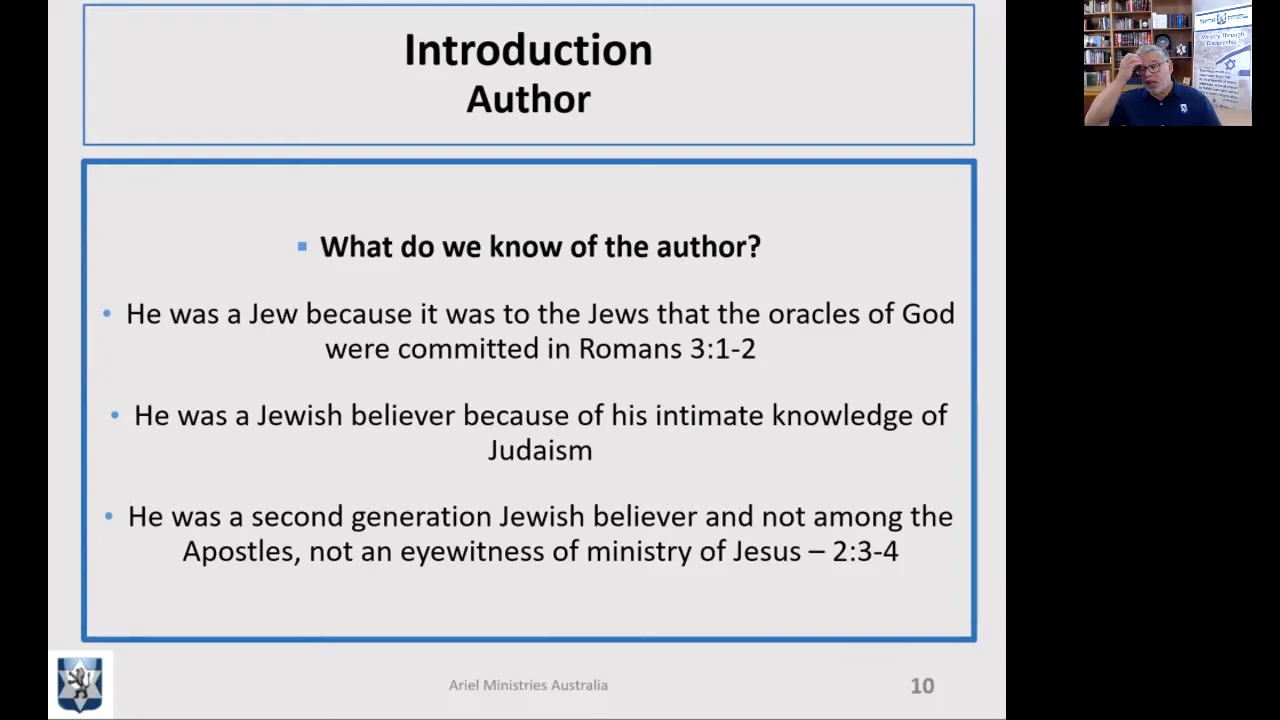 Introduction
Author
▪ What do we know of the author?
• He was a Jew because it was to the Jews that the oracles of God
were committed in Romans 3:1-2
• He was a Jewish believer because of his intimate knowledge of
Judaism
• He was a second generation Jewish believer and not among the
Apostles, not an eyewitness of ministry of Jesus – 2:3-4
Ariel Ministries Australia
10
Ministry Through
Discipleship